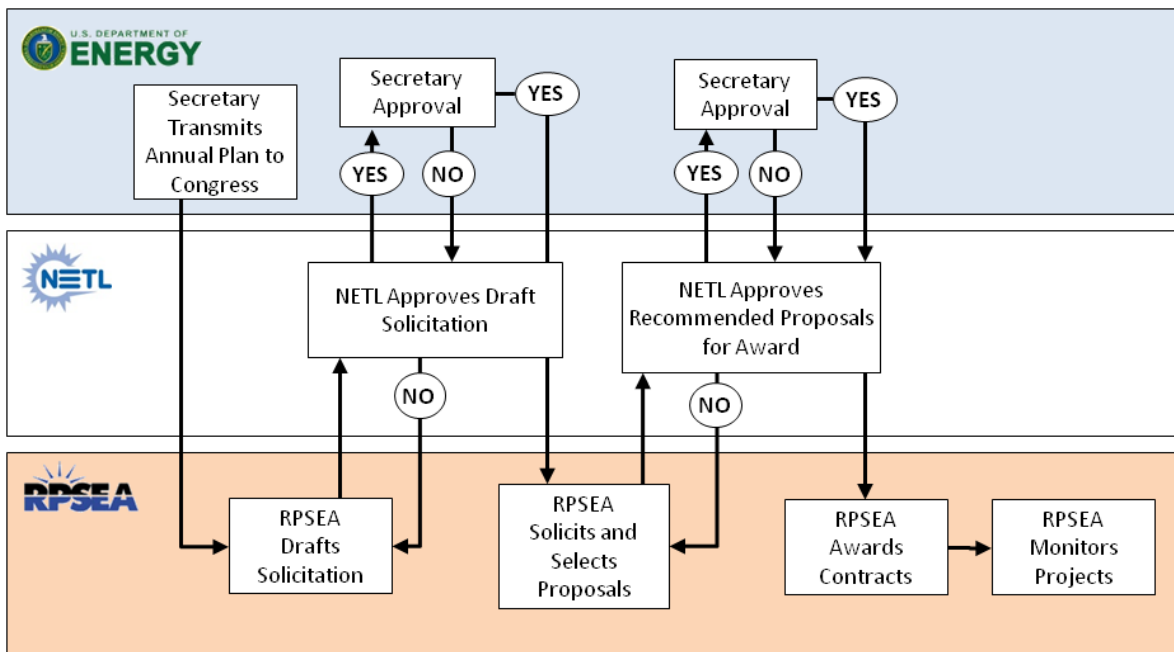 U.S. DEPARTMENT OF
ENERGY
Secretary
Transmits
Annual Plan to
Congress
Secretary
Approval
YES
YES
NO
Secretary
Approval
YES
YES
NO
NETL
NETL Approves Draft
Solicitation
NO
NETL Approves
Recommended Proposals
for Award
NO
RPSEA
RPSEA
Drafts
Solicitation
RPSEA
Solicits and
Selects
Proposals
RPSEA
Awards
Contracts
RPSEA
Monitors
Projects